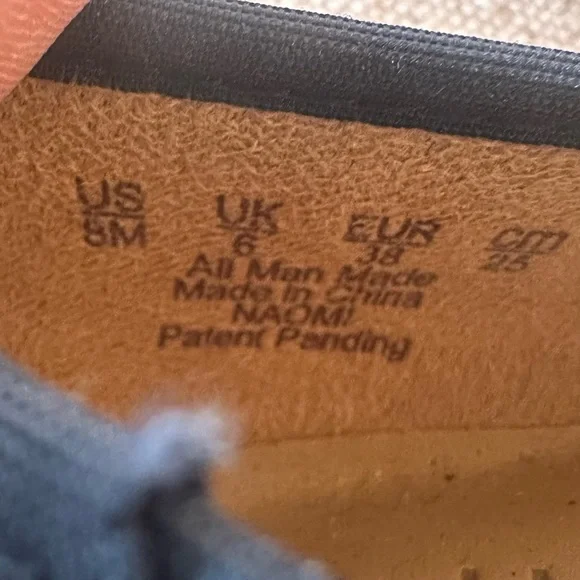 US UK EUR cm
8M 6 38 25
All Man Made
Made in China
NAOMI
Patent Panding